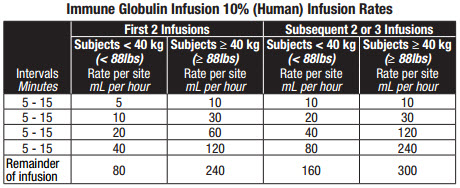 Immune Globulin Infusion 10% (Human) Infusion Rates
First 2 Infusions Subsequent 2 or 3 Infusions
Intervals Minutes Subjects < 40 kg (< 88lbs) Rate per site mL per hour Subjects ≥ 40 kg (≥ 88lbs) Rate per site mL per hour Subjects < 40 kg (< 88lbs) Rate per site mL per hour Subjects ≥ 40 kg (≥ 88lbs) Rate per site mL per hour
5 - 15 5 10 10 10
5 - 15 10 30 20 30
5 - 15 20 60 40 120
5 - 15 40 120 80 240
Remainder of infusion 80 240 160 300